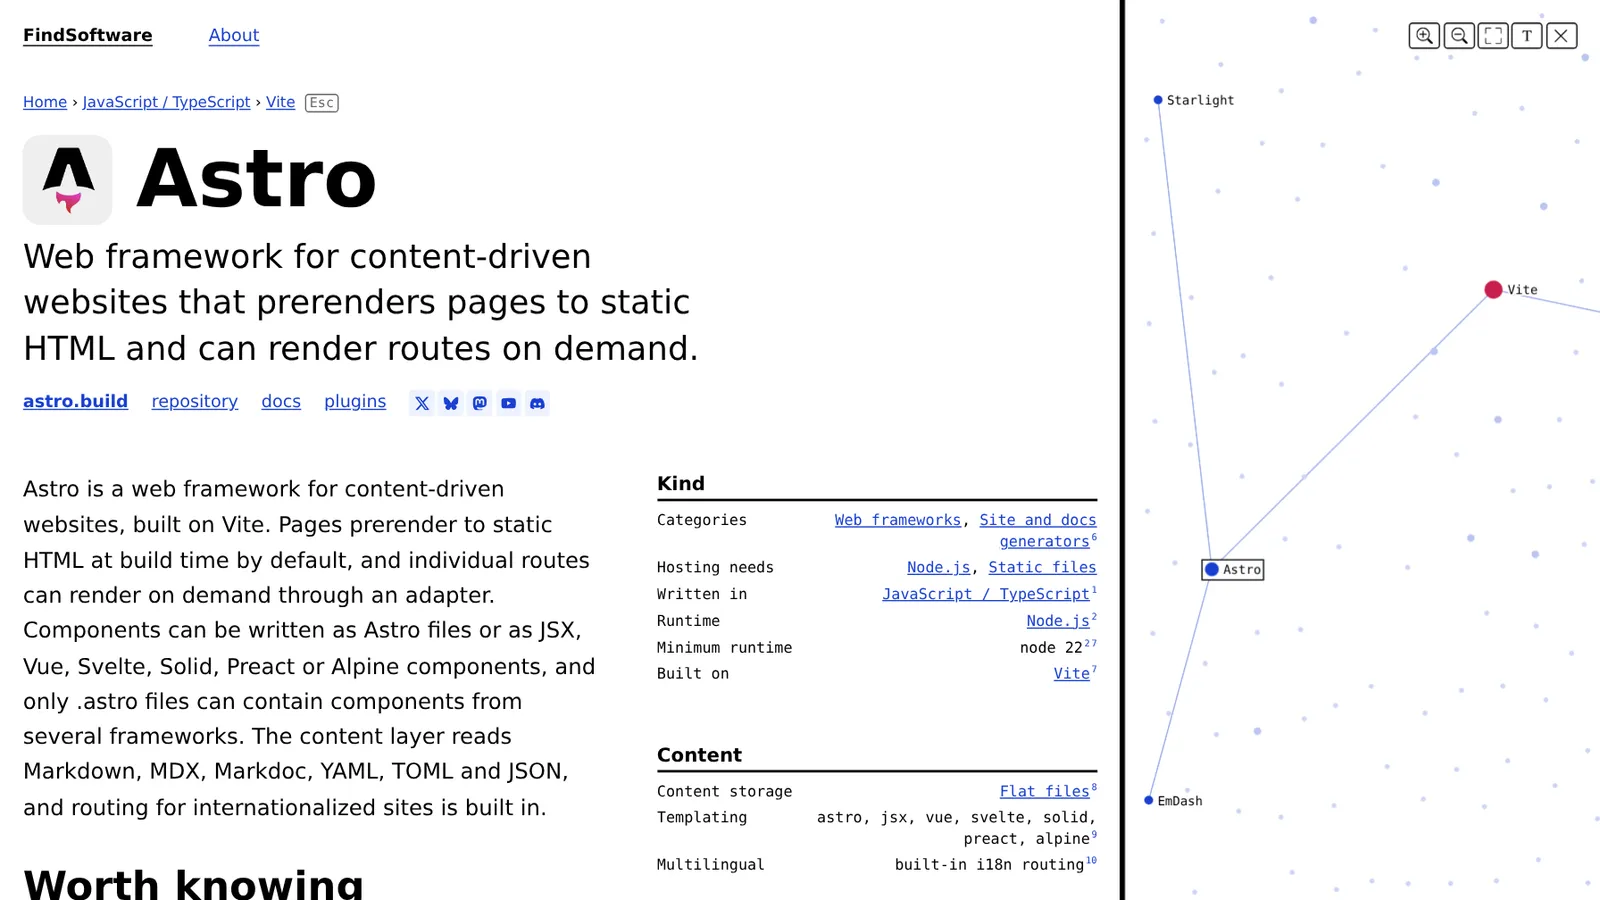 FindSoftware
About
Home › JavaScript / TypeScript › Vite Esc
Astro
Web framework for content-driven
websites that prerenders pages to static
HTML and can render routes on demand.
astro.build repository docs plugins
Astro is a web framework for content-driven
websites, built on Vite. Pages prerender to static
HTML at build time by default, and individual routes
can render on demand through an adapter.
Components can be written as Astro files or as JSX,
Vue, Svelte, Solid, Preact or Alpine components, and
only .astro files can contain components from
several frameworks. The content layer reads
Markdown, MDX, Markdoc, YAML, TOML and JSON,
and routing for internationalized sites is built in.
Worth knowing
Kind
Categories Web frameworks, Site and docs
generators6
Hosting needs Node.js, Static files
Written in JavaScript / TypeScript1
Runtime Node.js2
Minimum runtime node 2227
Built on Vite7
Content
Content storage Flat files8
Templating astro, jsx, vue, svelte, solid,
preact, alpine9
Multilingual built-in i18n routing10
T
Starlight
Vite
Astro
EmDash